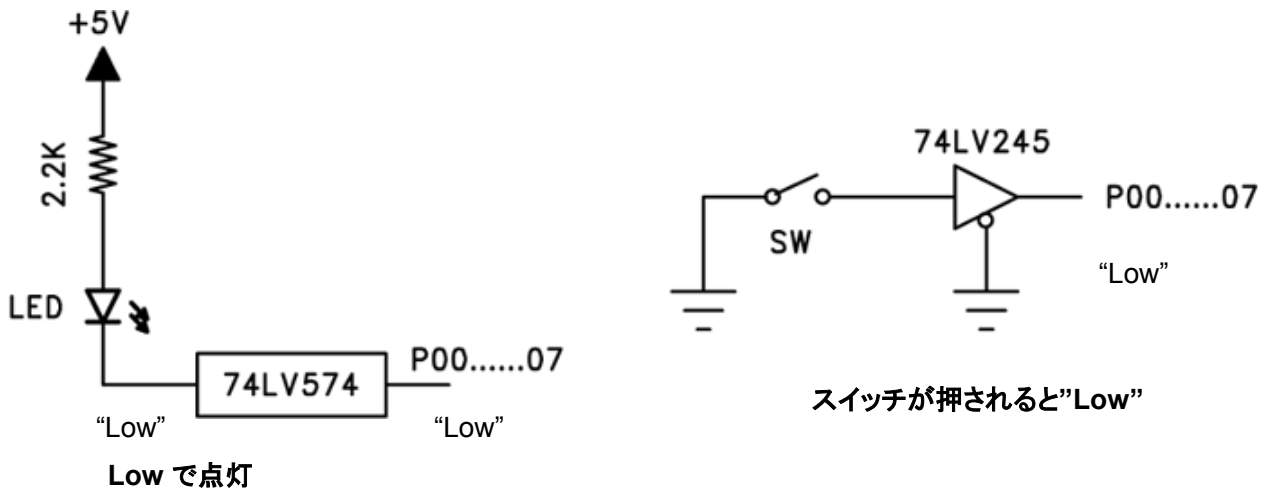 +5V
2.2K
LED
74LV574
P00......07
“Low”
“Low”
Low で点灯
74LV245
SW
P00......07
“Low”
スイッチが押されると”Low”